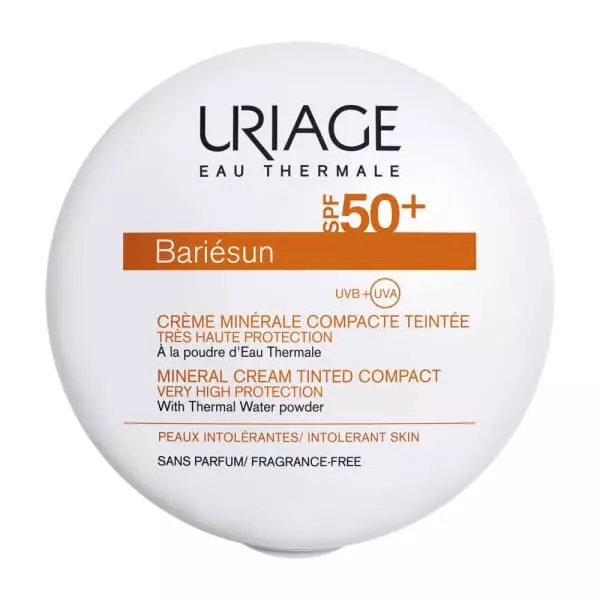 URIAGE
EAU THERMALE
SPF 50+
Bariésun
UVB + UVA
CRÈME MINÉRALE COMPACTE TEINTÉE
TRÈS HAUTE PROTECTION
À la poudre d'Eau Thermale
MINERAL CREAM TINTED COMPACT
VERY HIGH PROTECTION
With Thermal Water powder
PEAUX INTOLÉRANTES/ INTOLERANT SKIN
SANS PARFUM/ FRAGRANCE-FREE